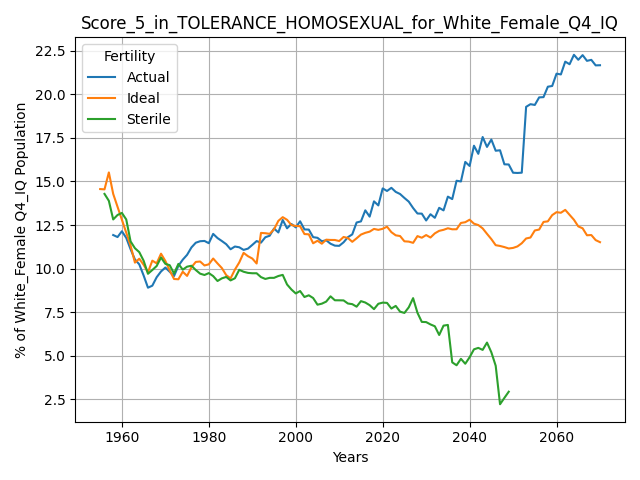 Score_5_in_TOLERANCE_HOMOSEXUAL_for_White_Female_Q4_IQ
Fertility
Actual
Ideal
Sterile
% of White_Female Q4_IQ Population
22.5
20.0
17.5
15.0
12.5
10.0
7.5
5.0
2.5
1960 1980 2000 2020 2040 2060
Years